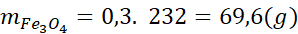 m_{Fe_3O_4} = 0,3. 232 = 69,6(g)